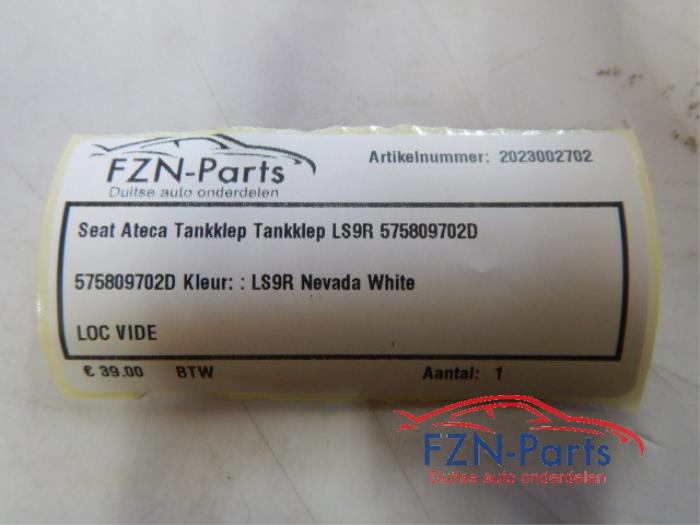 FZN-Parts
Duitse auto onderdelen
Artikelnummer: 2023002702
Seat Ateca Tankklep Tankklep LS9R 575809702D
575809702D Kleur: : LS9R Nevada White
LOC VIDE
€ 39.00 BTW Aantal: 1
FZN-Parts
Duitse auto onderdelen